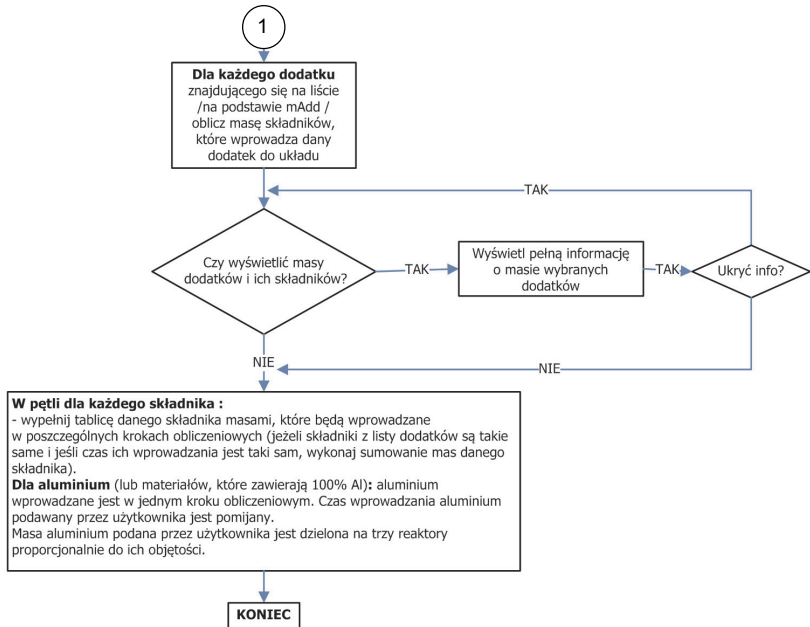 1
Dla każdego dodatku
znajdującego się na liście
/na podstawie mAdd /
oblicz masę składników,
które wprowadza dany
dodatek do układu
TAK
Czy wyświetlić masy
dodatków i ich składników?
TAK
Wyświetl pełną informację
o masie wybranych
dodatków
TAK
Ukryć info?
NIE
NIE
W pętli dla każdego składnika :
- wypełnij tablicę danego składnika masami, które będą wprowadzane
w poszczególnych krokach obliczeniowych (jeżeli składniki z listy dodatków są takie
same i jeśli czas ich wprowadzania jest taki sam, wykonaj sumowanie mas danego
składnika).
Dla aluminium (lub materiałów, które zawierają 100% Al): aluminium
wprowadzane jest w jednym kroku obliczeniowym. Czas wprowadzania aluminium
podawany przez użytkownika jest pomijany.
Masa aluminium podana przez użytkownika jest dzielona na trzy reaktory
proporcjonalnie do ich objętości.
KONIEC